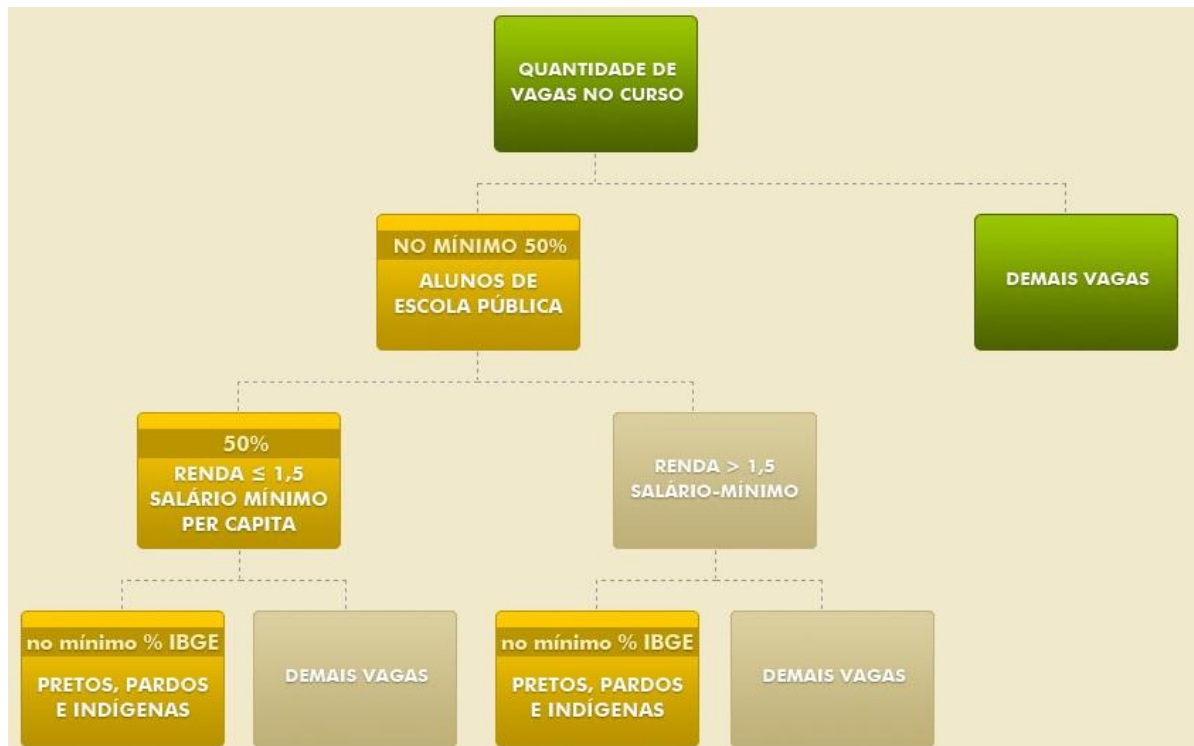 QUANTIDADE DE
VAGAS NO CURSO
NO MÍNIMO 50%
ALUNOS DE
ESCOLA PÚBLICA
DEMAIS VAGAS
50%
RENDA ≤ 1,5
SALÁRIO MÍNIMO
PER CAPITA
RENDA > 1,5
SALÁRIO-MÍNIMO
no mínimo % IBGE
PRETOS, PARDOS
E INDÍGENAS
DEMAIS VAGAS
no mínimo % IBGE
PRETOS, PARDOS
E INDÍGENAS
DEMAIS VAGAS